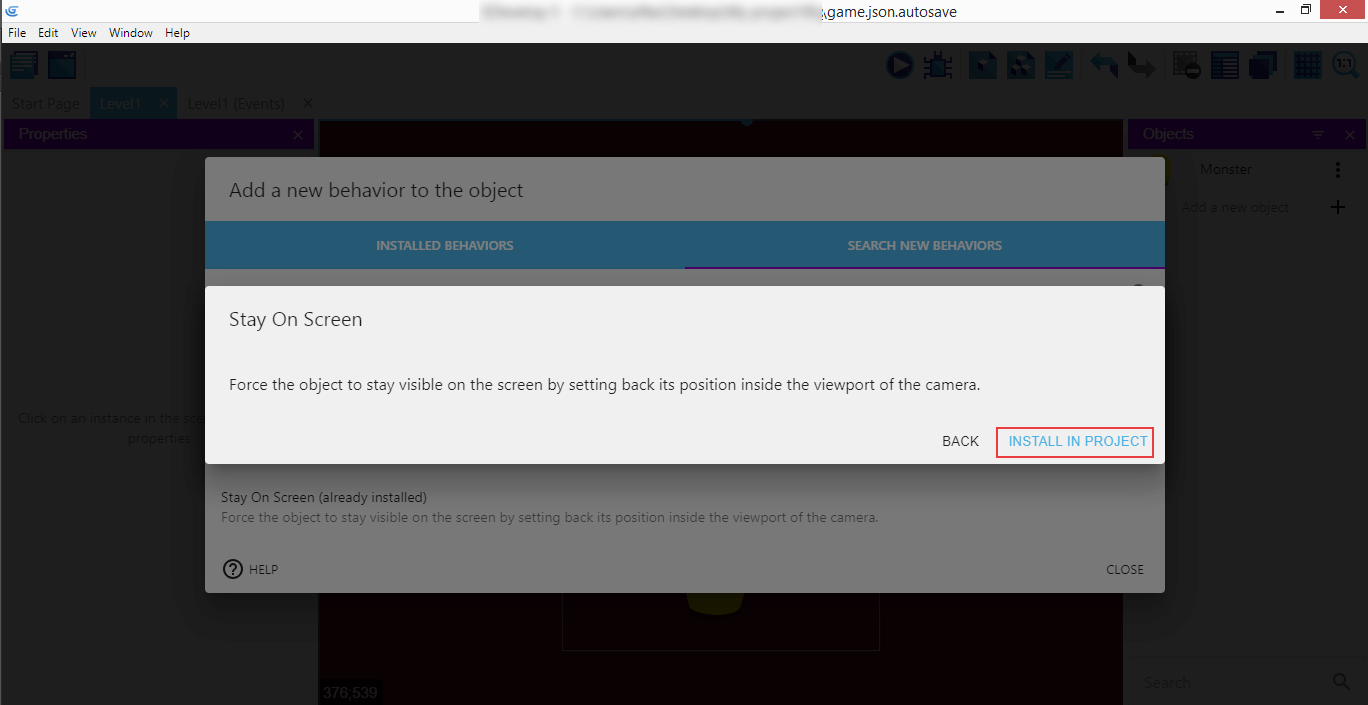 \game.json.autosave
File Edit View Window Help
1:1
Start Page Level1 Level1 (Events)
Properties
Objects
Monster
Add a new object
Add a new behavior to the object
INSTALLED BEHAVIORS SEARCH NEW BEHAVIORS
Stay On Screen
Force the object to stay visible on the screen by setting back its position inside the viewport of the camera.
BACK INSTALL IN PROJECT
Click on an instance in the sce
properties
Stay On Screen (already installed)
Force the object to stay visible on the screen by setting back its position inside the viewport of the camera.
? HELP CLOSE
376;539
Search